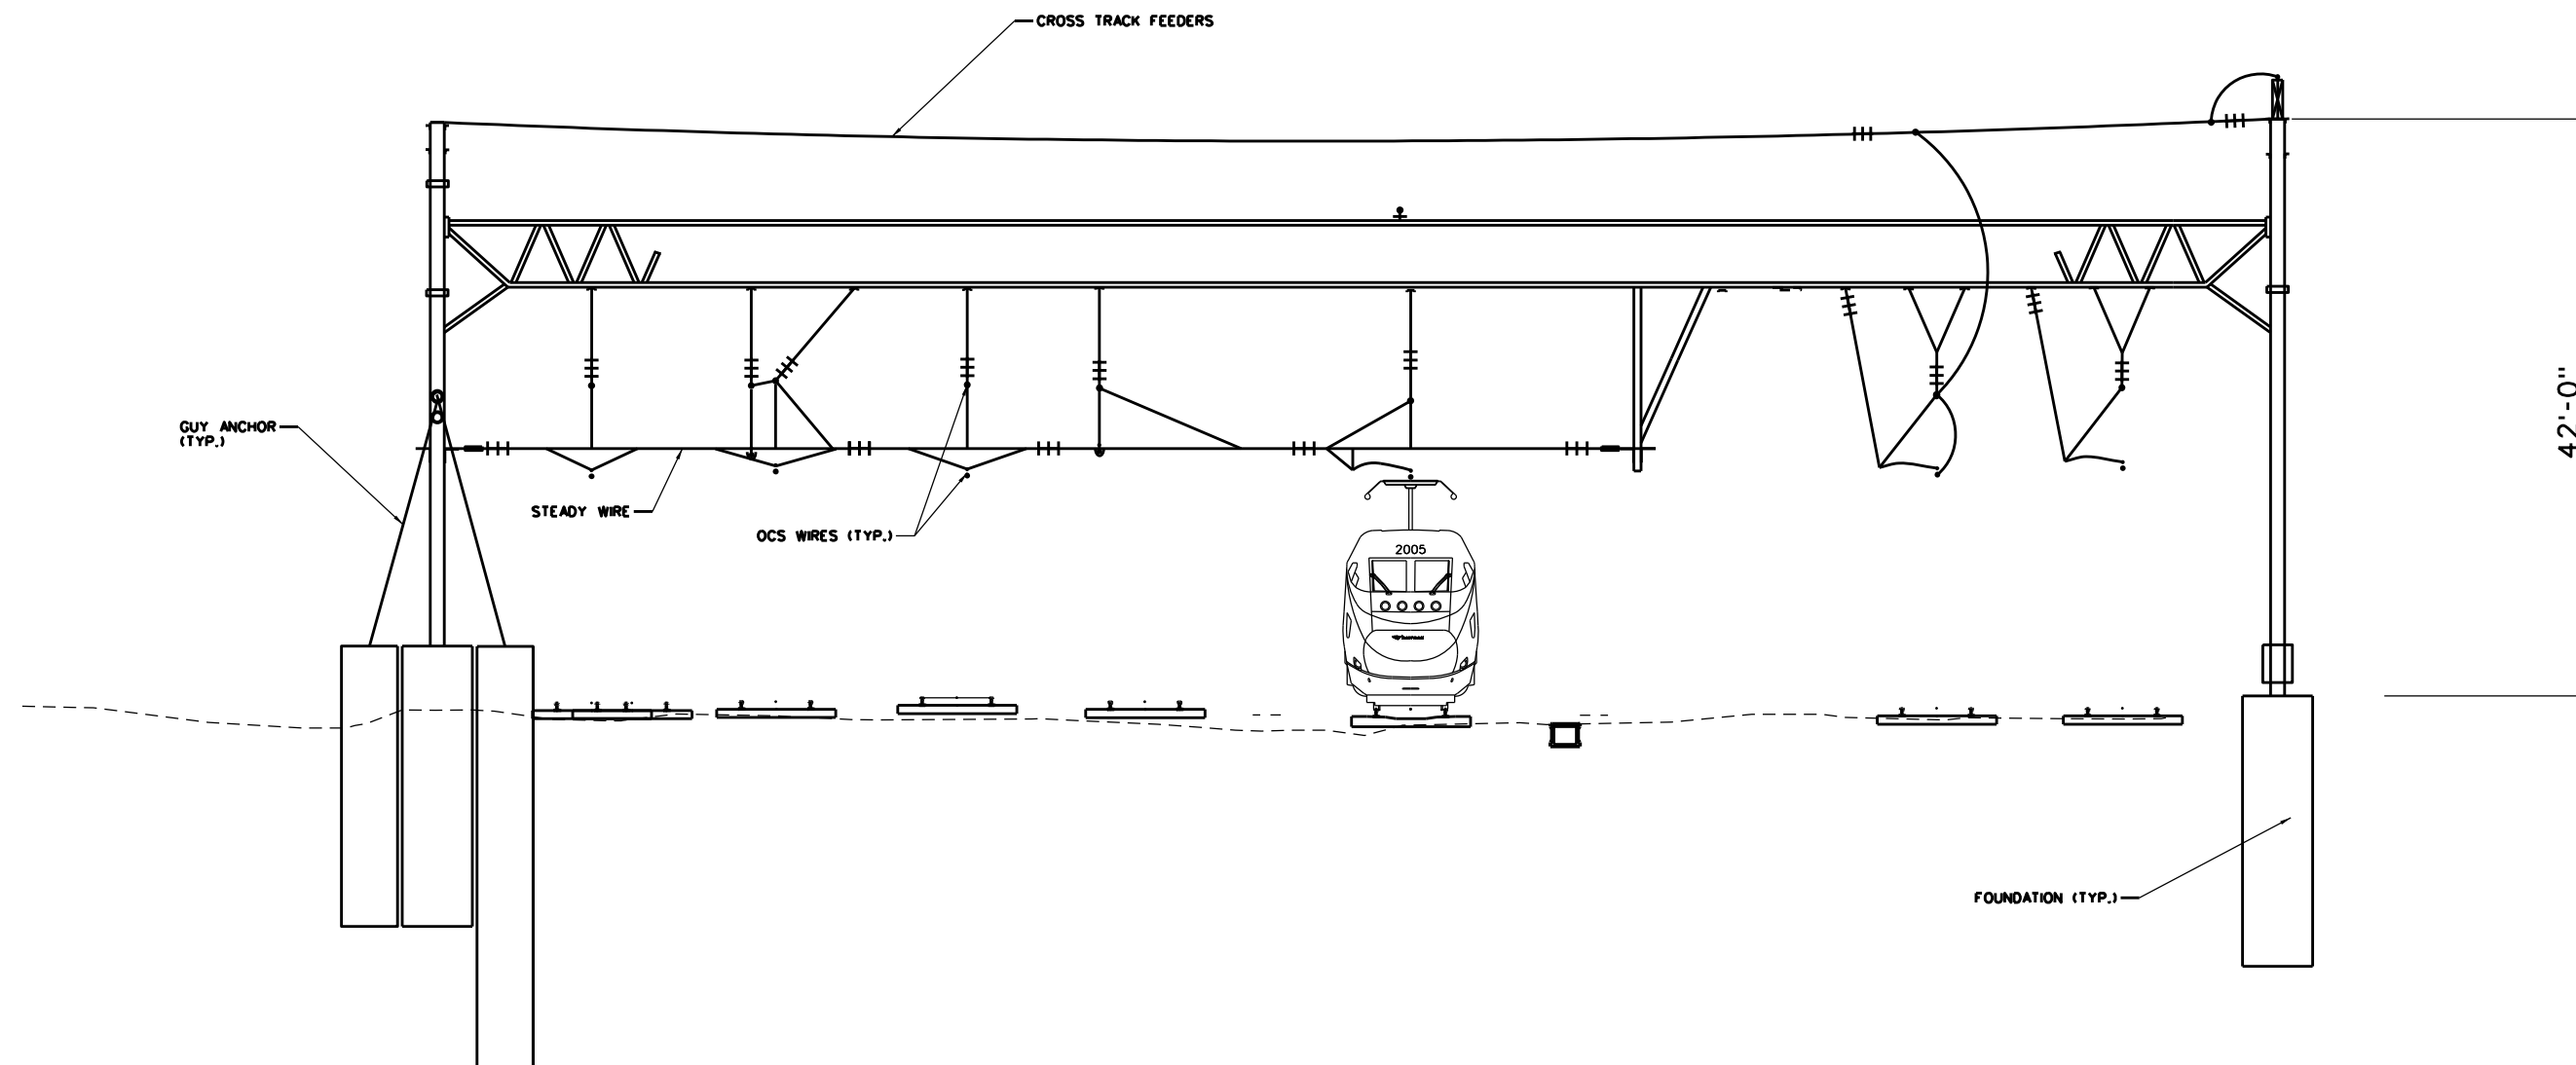 CROSS TRACK FEEDERS
GUY ANCHOR
(TYP.)
STEADY WIRE
OCS WIRES (TYP.)
2005
42'-0"
FOUNDATION (TYP.)